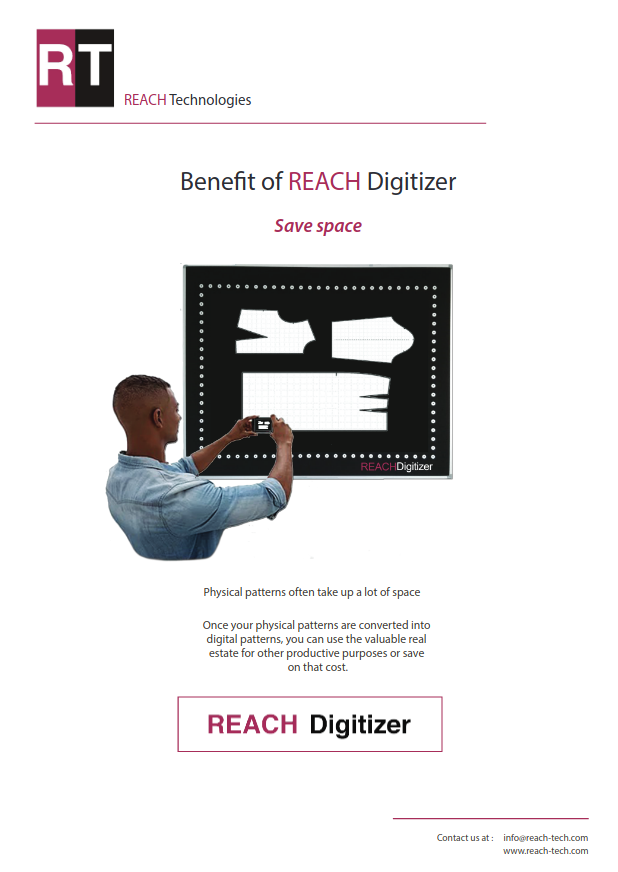 RT
REACH Technologies
Benefit of REACH Digitizer
Save space
REACHDigitizer
Physical patterns often take up a lot of space
Once your physical patterns are converted into
digital patterns, you can use the valuable real
estate for other productive purposes or save
on that cost.
REACH Digitizer
Contact us at : info@reach-tech.com
www.reach-tech.com